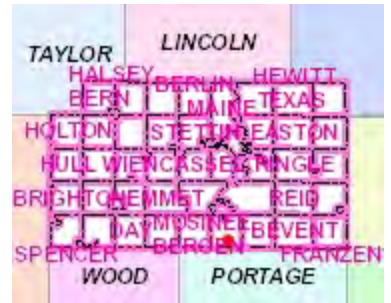 LINCOLN
TAYLOR
HALSEY BERLIN HEWITT
BERN MAINE TEXAS
HOLTON STETTIN EASTON
HULL WIEN CASSEL RINGLE
BRIGHTON EMMET REID
DAY MOSINEE BEVENT
SPENCER BERGEN FRANZEN
WOOD PORTAGE